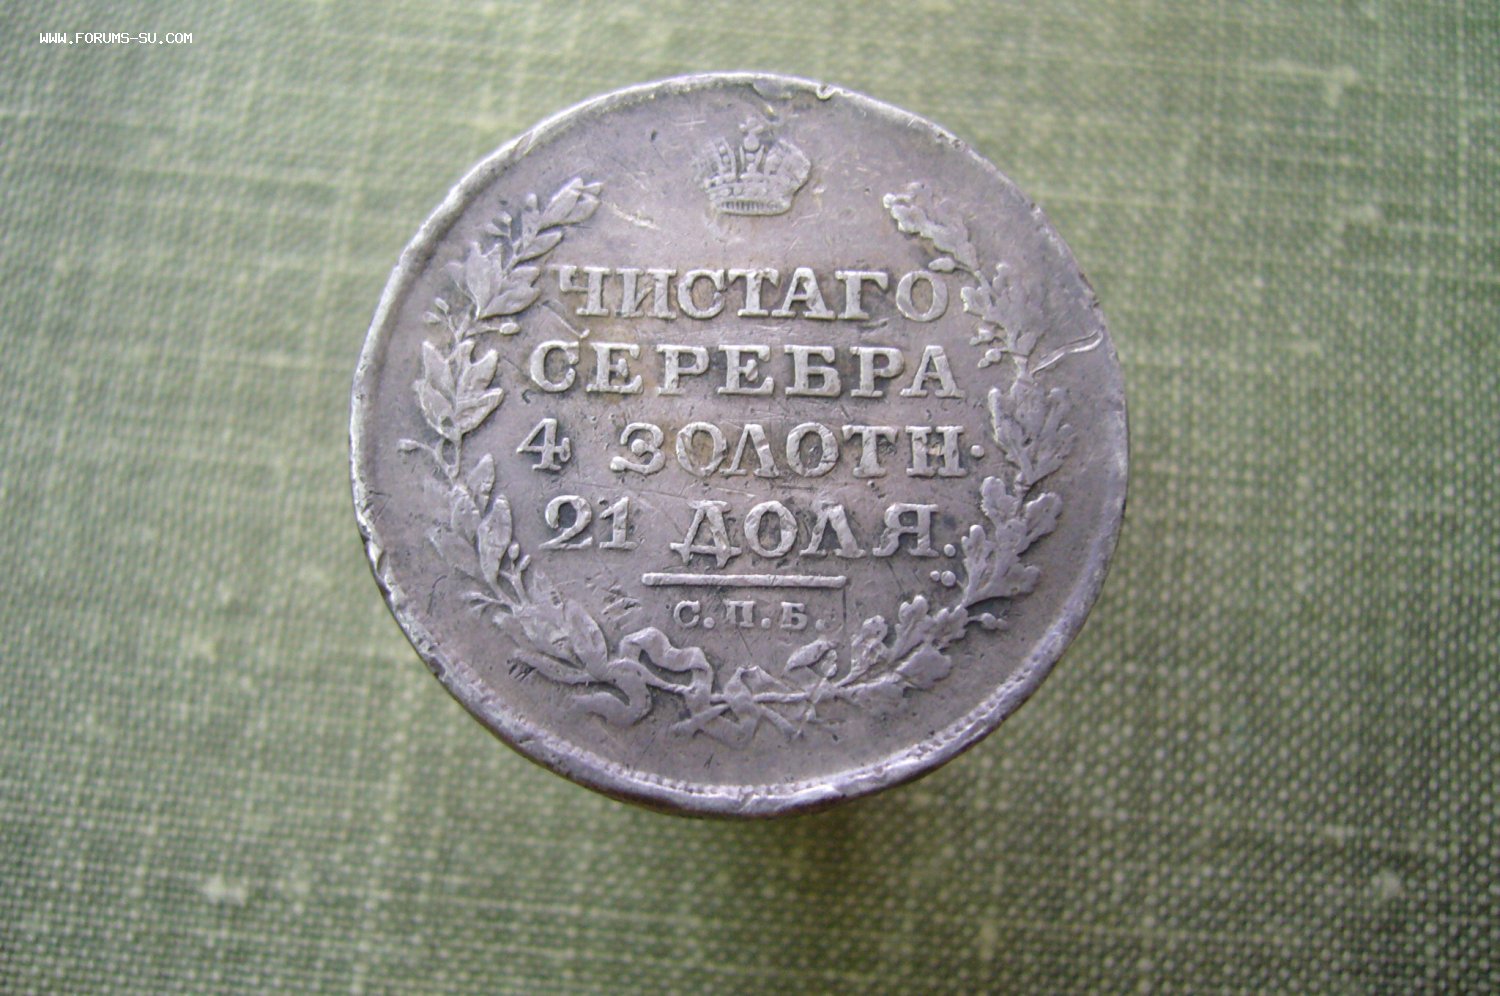 WWW.FORUMS-SU.COM
ЧИСТАГО
СЕРЕБРА
4 ЗОЛОТН·
21 ДОЛЯ.
С.П.Б.